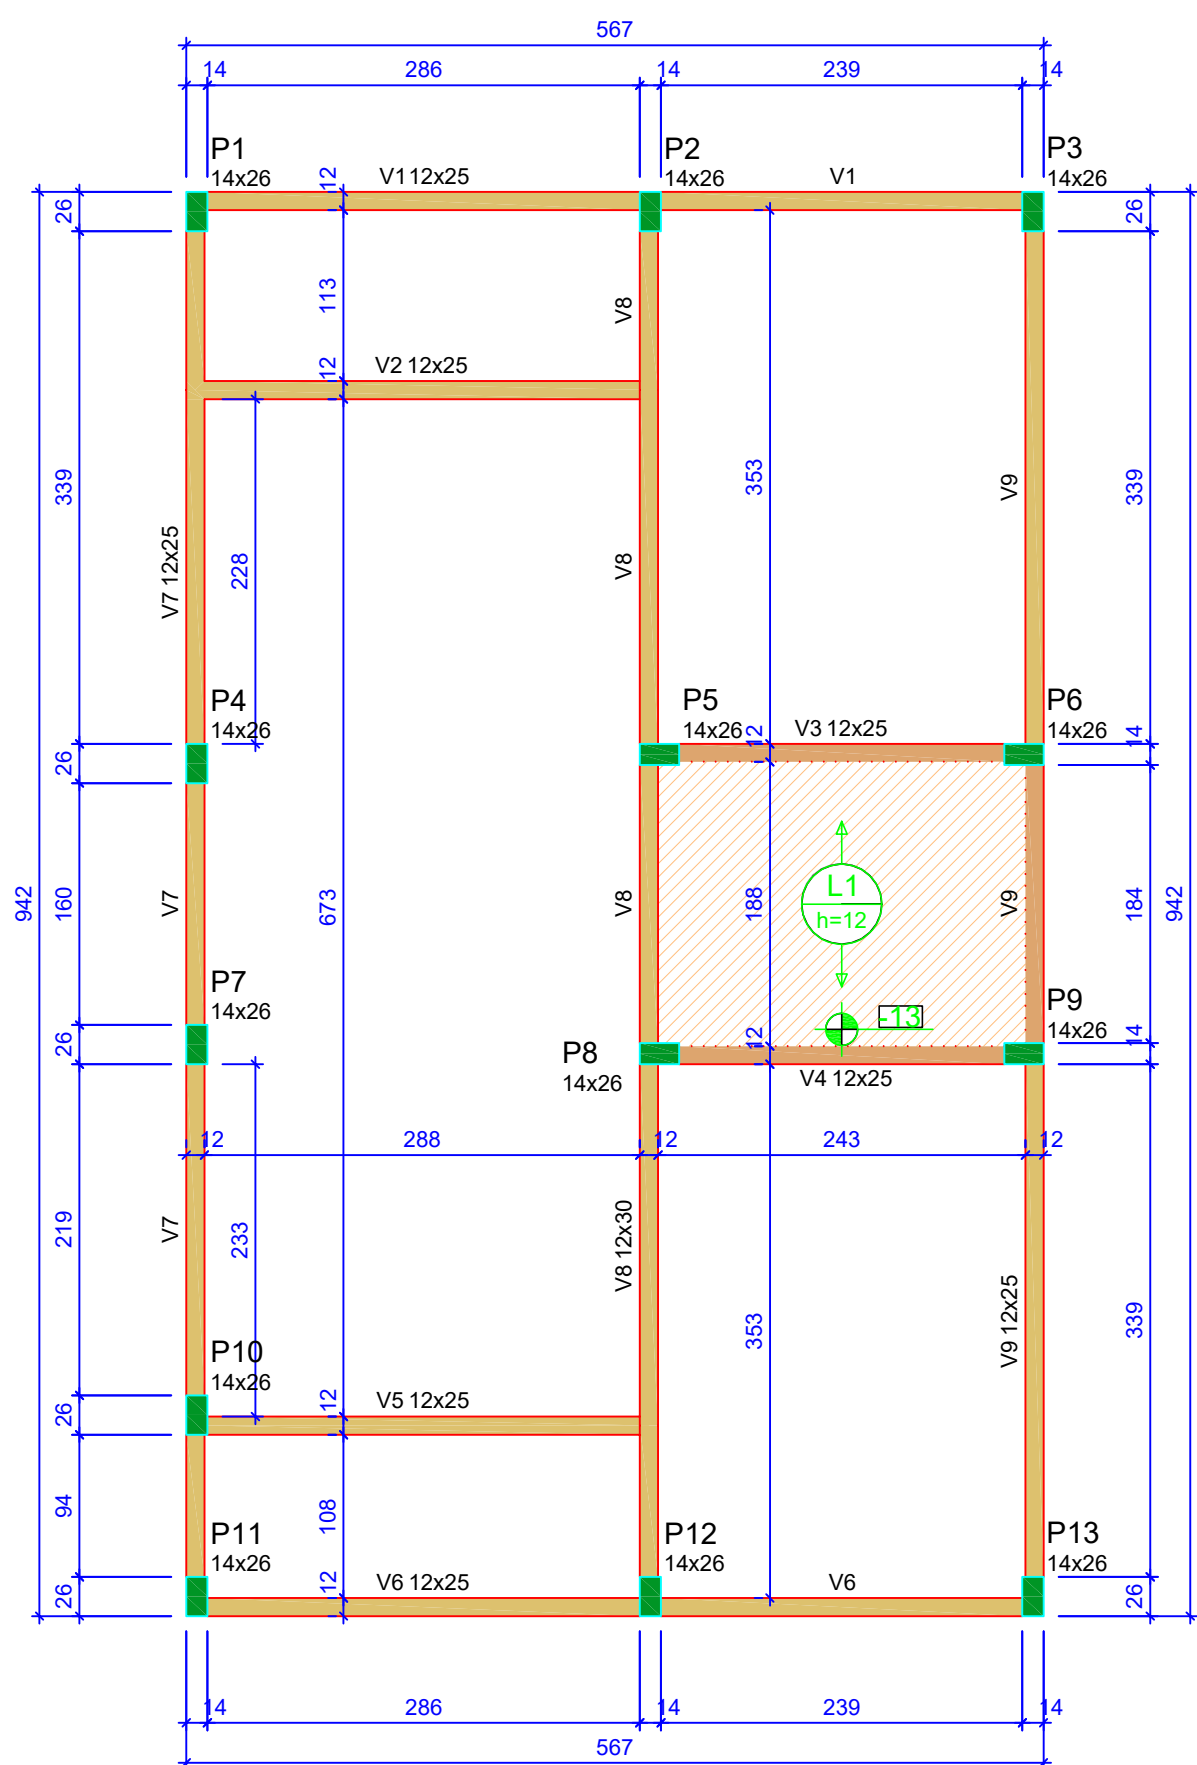 567
14 286 14 239 14
P1 P2 P3
14x26 V1 12x25 14x26 V1 14x26
12
26 26
113 V8
12
V2 12x25
339 V7 12x25 228 V8 353 V9 339
P4 P5 P6
14x26 14x26 12 V3 12x25 14x26 14
26
942 160 V7 673 V8 188 L1 V9 184 942
h=12
P7
14x26
-13
P9
26 12 14x26 14
P8
14x26 V4 12x25
12 288 12 243 12
219 V7 233 V8 12x30 353 V9 12x25 339
P10
14x26
26 12 V5 12x25
94 108
P11 P12 P13
14x26 14x26 14x26
26 12 V6 12x25 V6 26
14 286 14 239 14
567